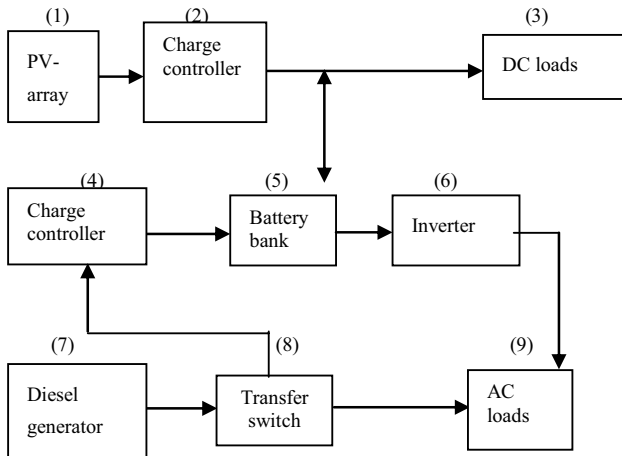 (1)
(2)
(3)
PV-
array
Charge
controller
DC loads
(4)
(5)
(6)
Charge
controller
Battery
bank
Inverter
(7)
(8)
(9)
Diesel
generator
Transfer
switch
AC
loads